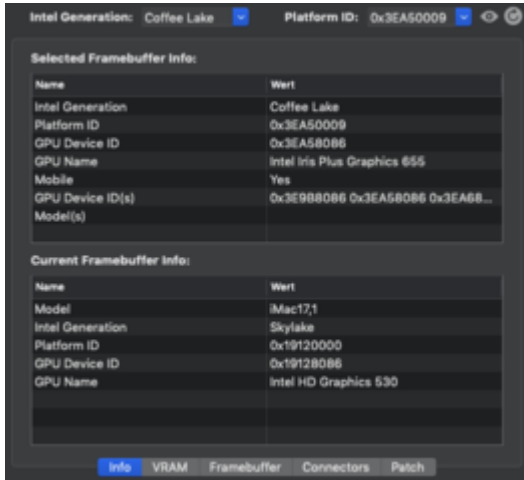 Intel Generation: Coffee Lake Platform ID: 0x3EA50009
Selected Framebuffer Info:
Name Wert
Intel Generation Coffee Lake
Platform ID 0x3EA50009
GPU Device ID 0x3EA58086
GPU Name Intel Iris Plus Graphics 655
Mobile Yes
GPU Device ID(s) 0x3E9B8086 0x3EA58086 0x3EA68...
Model(s)
Current Framebuffer Info:
Name Wert
Model iMac17,1
Intel Generation Skylake
Platform ID 0x19120000
GPU Device ID 0x19128086
GPU Name Intel HD Graphics 530
Info VRAM Framebuffer Connectors Patch